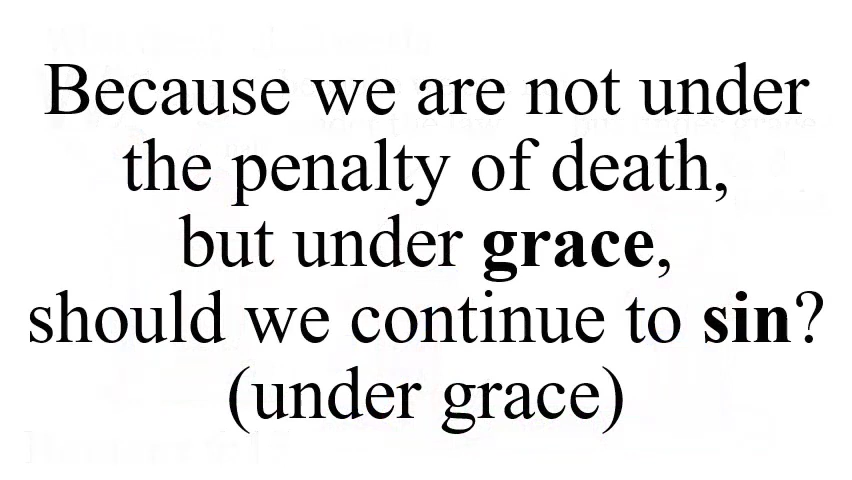 Because we are not under
the penalty of death,
but under grace,
should we continue to sin?
(under grace)